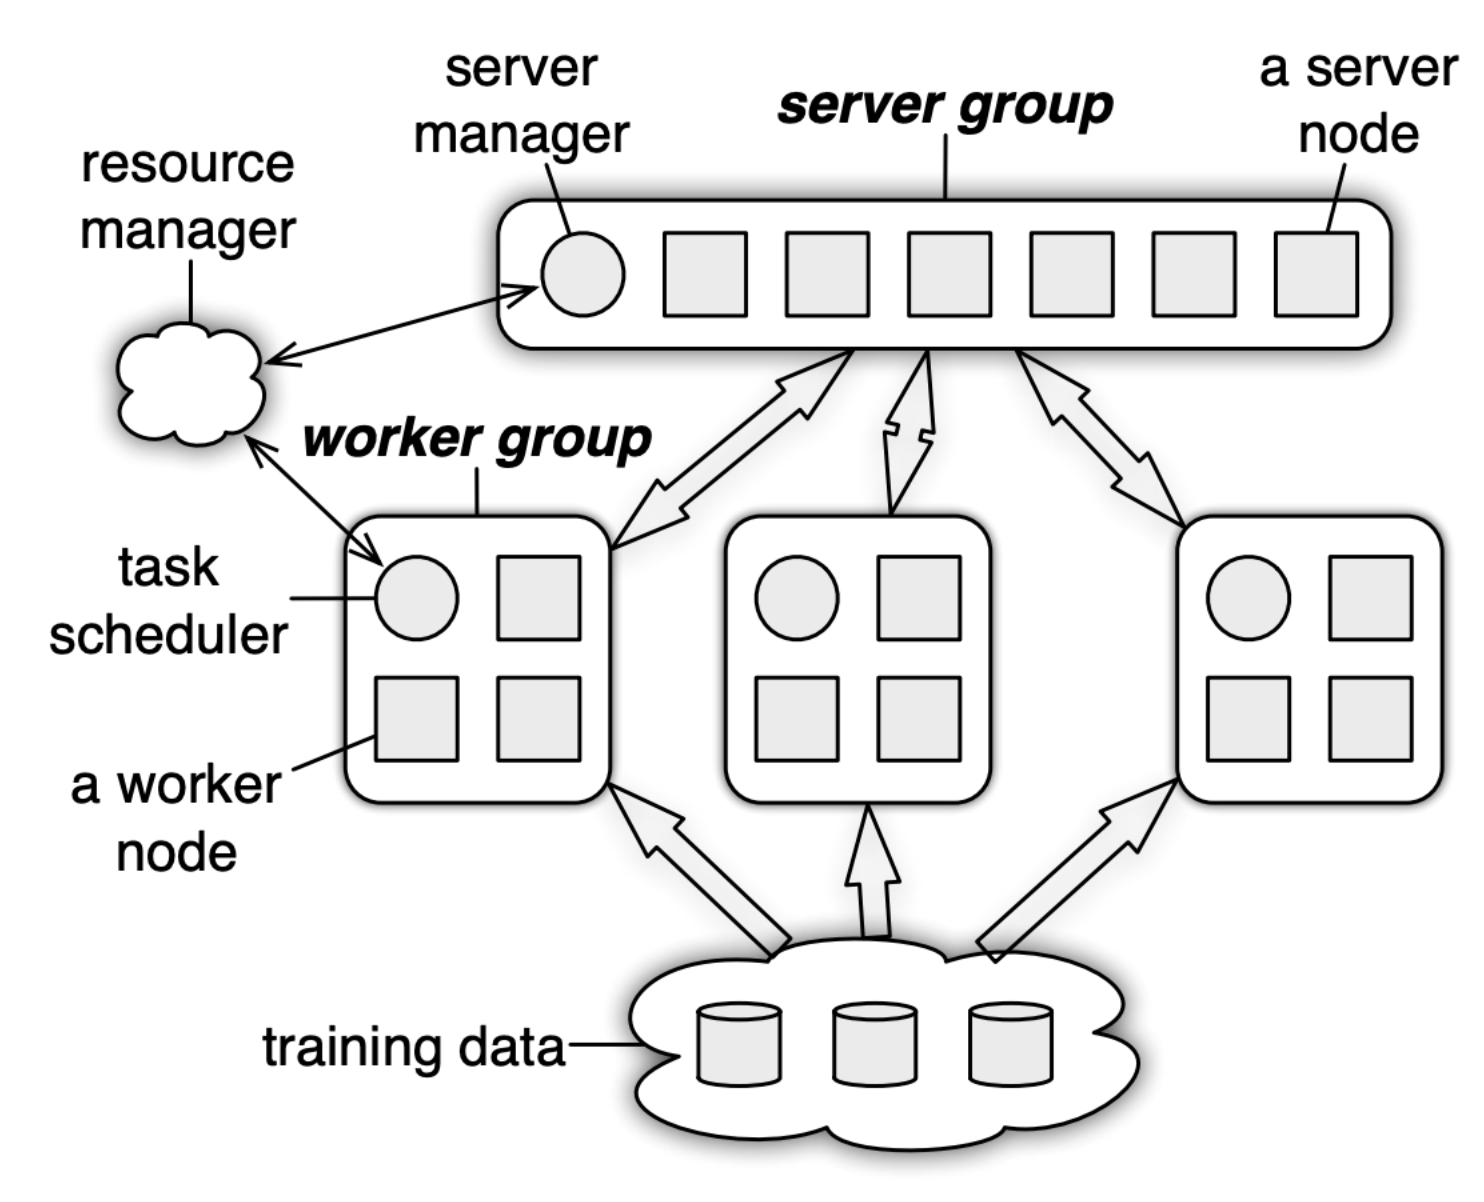 server
manager
server group
a server
node
resource
manager
worker group
task
scheduler
a worker
node
training data